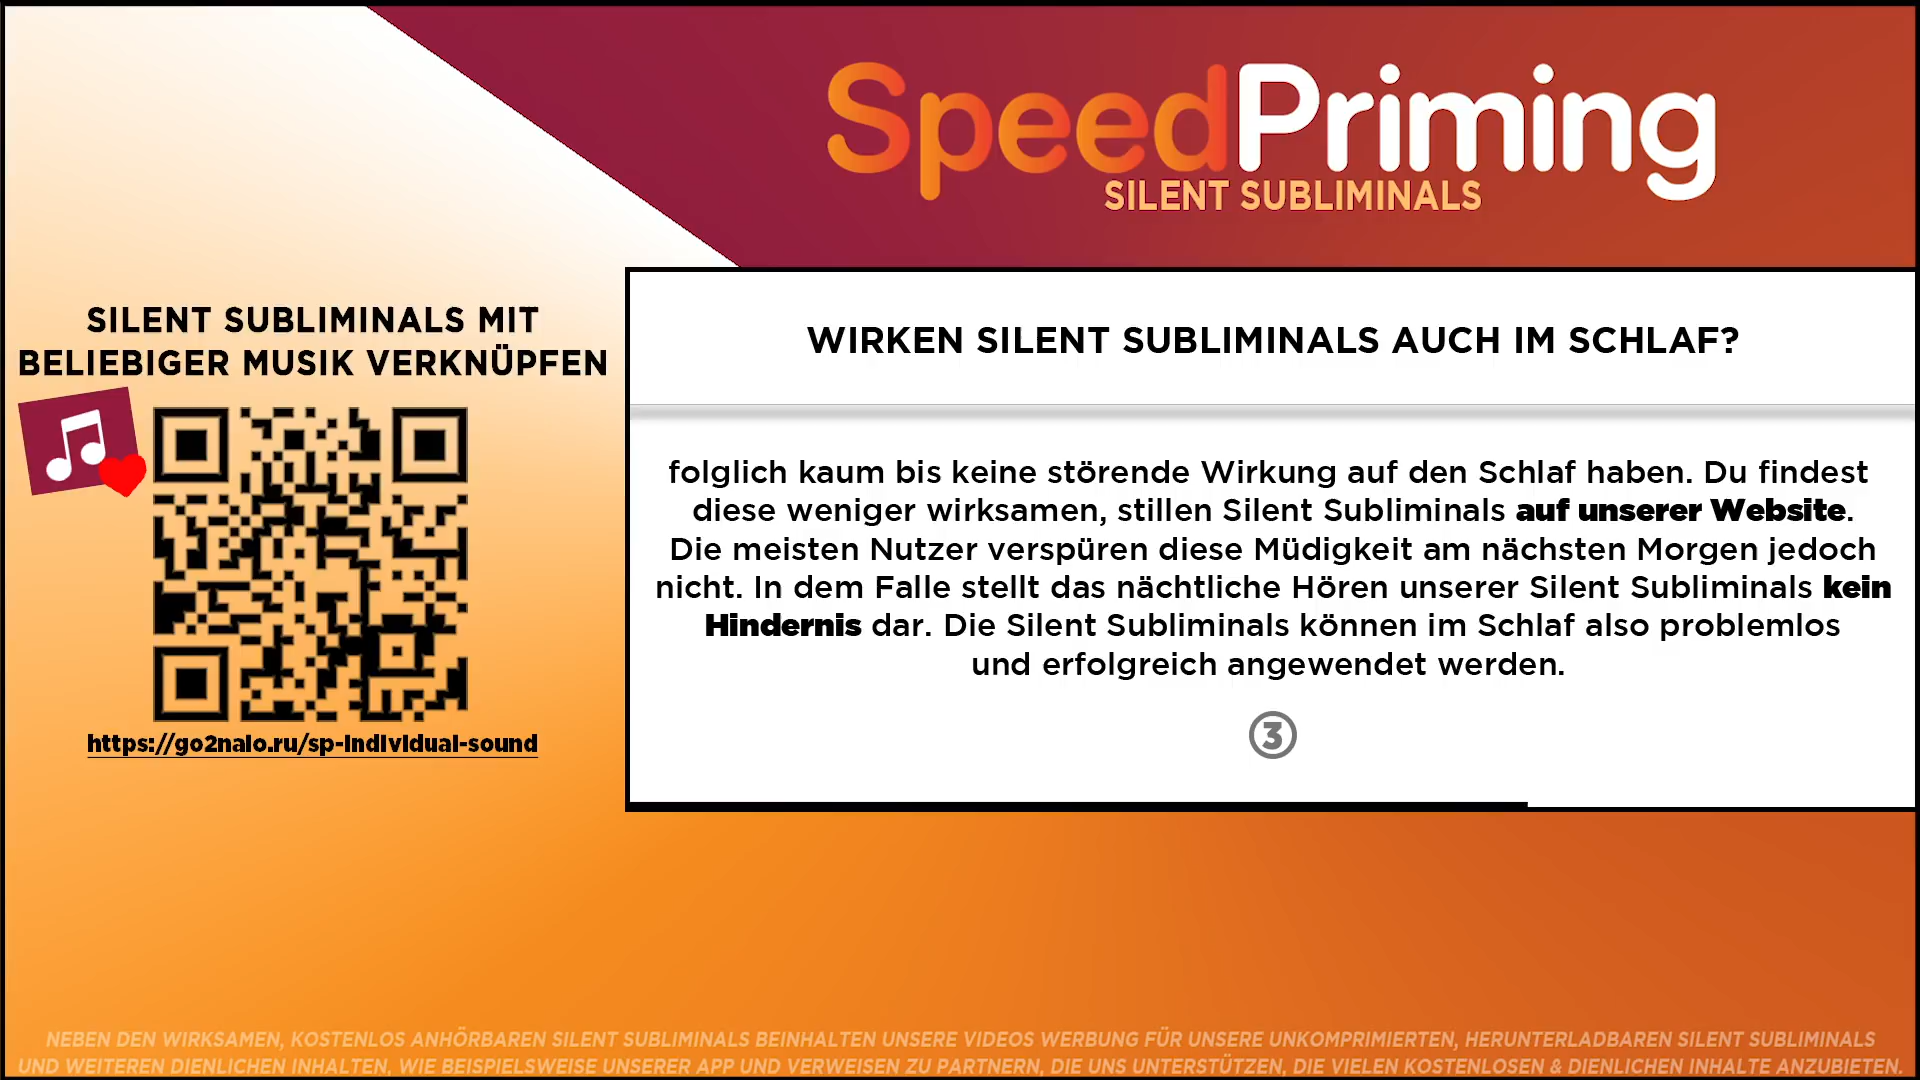 SpeedPriming
SILENT SUBLIMINALS
SILENT SUBLIMINALS MIT
BELIEBIGER MUSIK VERKNÜPFEN
https://go2nalo.ru/sp-individual-sound
WIRKEN SILENT SUBLIMINALS AUCH IM SCHLAF?
folglich kaum bis keine störende Wirkung auf den Schlaf haben. Du findest
diese weniger wirksamen, stillen Silent Subliminals auf unserer Website.
Die meisten Nutzer verspüren diese Müdigkeit am nächsten Morgen jedoch
nicht. In dem Falle stellt das nächtliche Hören unserer Silent Subliminals kein
Hindernis dar. Die Silent Subliminals können im Schlaf also problemlos
und erfolgreich angewendet werden.
3
NEBEN DEN WIRKSAMEN, KOSTENLOS ANHÖRBAREN SILENT SUBLIMINALS BEINHALTEN UNSERE VIDEOS WERBUNG FÜR UNSERE UNKOMPRIMIERTEN, HERUNTERLADBAREN SILENT SUBLIMINALS
UND WEITEREN DIENLICHEN INHALTEN, WIE BEISPIELSWEISE UNSERER APP UND VERWEISEN ZU PARTNERN, DIE UNS UNTERSTÜTZEN, DIE VIELEN KOSTENLOSEN & DIENLICHEN INHALTE ANZUBIETEN.